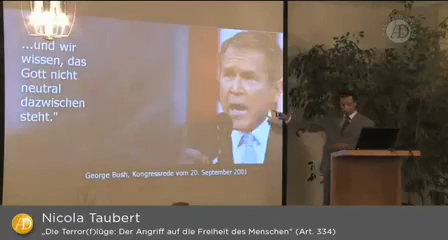 ...und wir
wissen, das
Gott nicht
neutral
dazwischen
steht."
George Bush, Kongressrede vom 20. September 2001
Nicola Taubert
„Die Terror(f)lüge: Der Angriff auf die Freiheit des Menschen" (Art. 334)